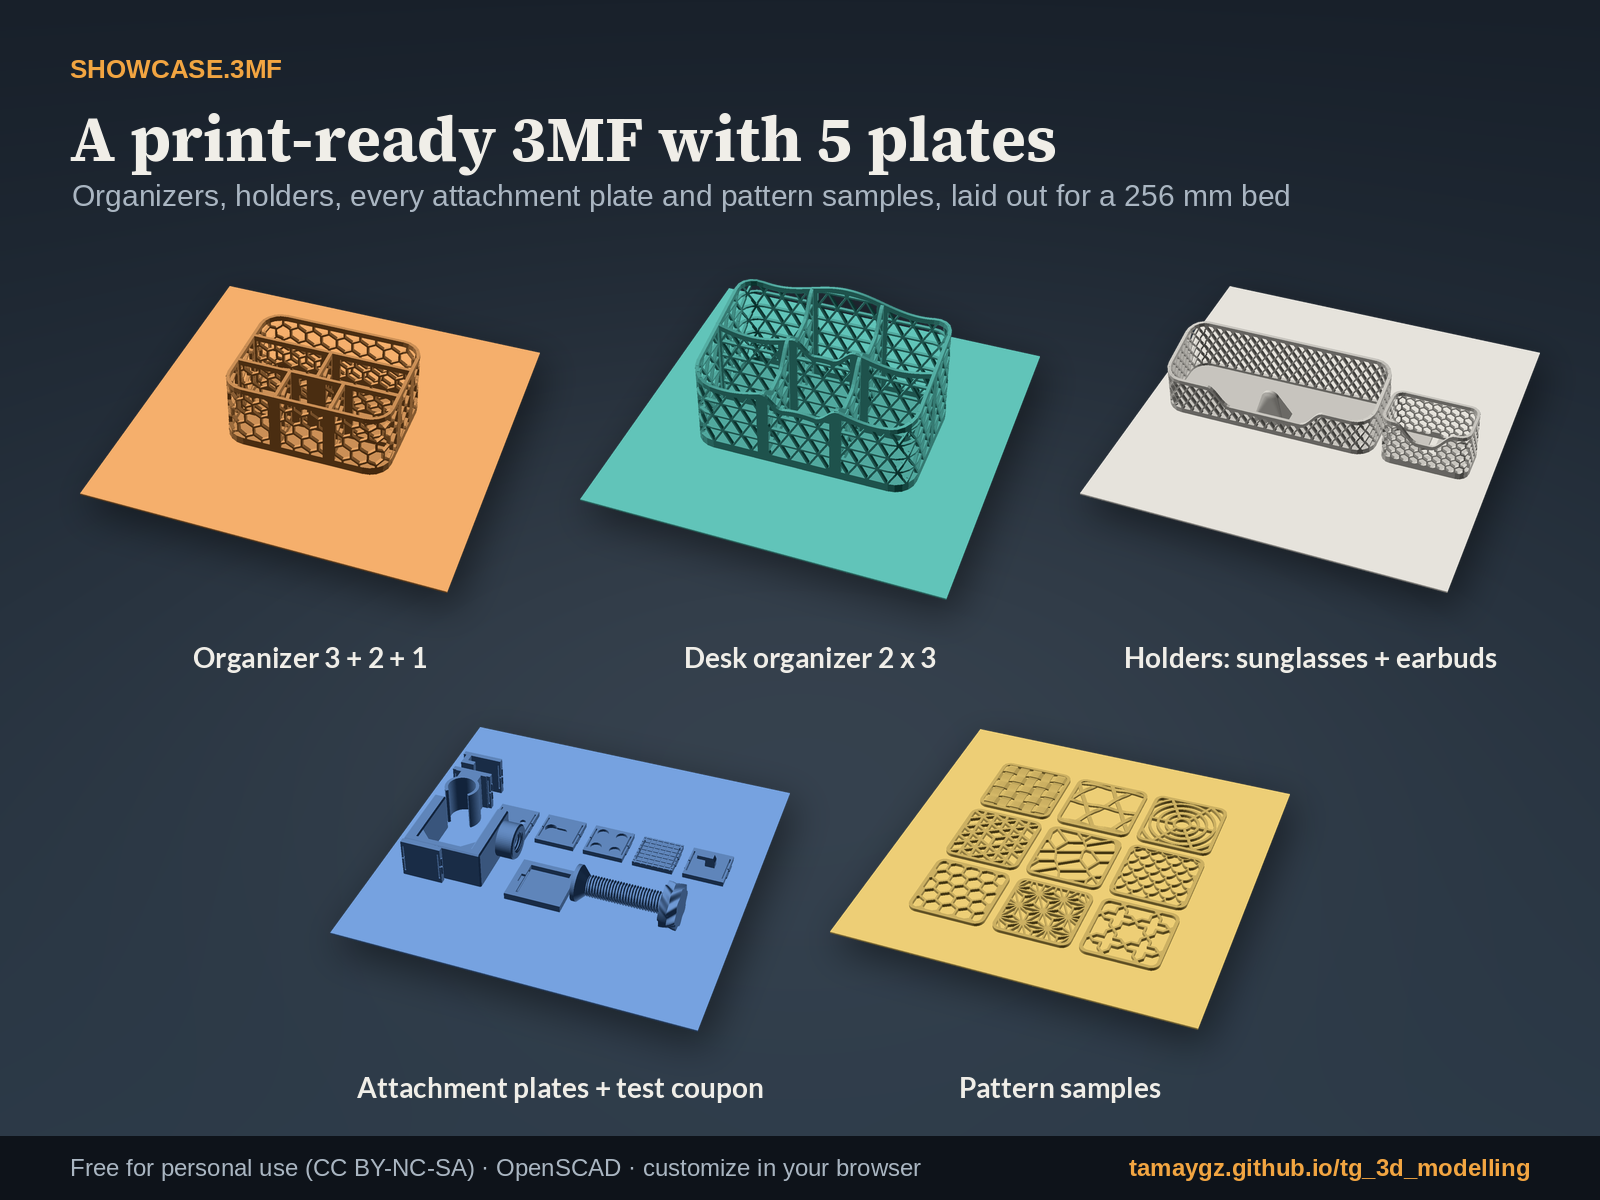 SHOWCASE.3MF
A print-ready 3MF with 5 plates
Organizers, holders, every attachment plate and pattern samples, laid out for a 256 mm bed
Organizer 3 + 2 + 1
Desk organizer 2 x 3
Holders: sunglasses + earbuds
Attachment plates + test coupon
Pattern samples
Free for personal use (CC BY-NC-SA) · OpenSCAD · customize in your browser
tamaygz.github.io/tg_3d_modelling